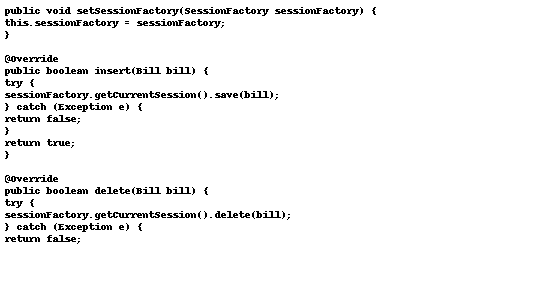 public void setSessionFactory(SessionFactory sessionFactory) {
this.sessionFactory = sessionFactory;
}
@Override
public boolean insert(Bill bill) {
try {
sessionFactory.getCurrentSession().save(bill);
} catch (Exception e) {
return false;
}
return true;
}
@Override
public boolean delete(Bill bill) {
try {
sessionFactory.getCurrentSession().delete(bill);
} catch (Exception e) {
return false;